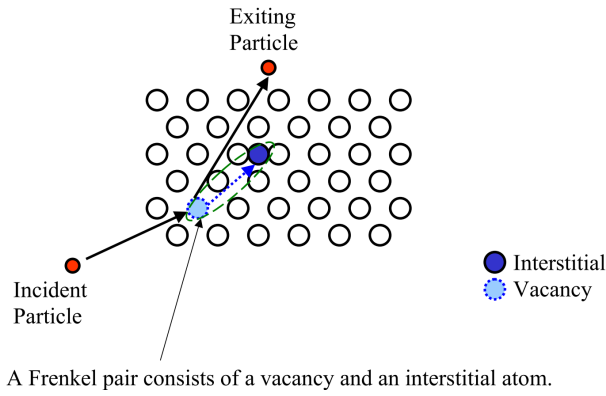 Exiting
Particle
Interstitial
Vacancy
Incident
Particle
A Frenkel pair consists of a vacancy and an interstitial atom.